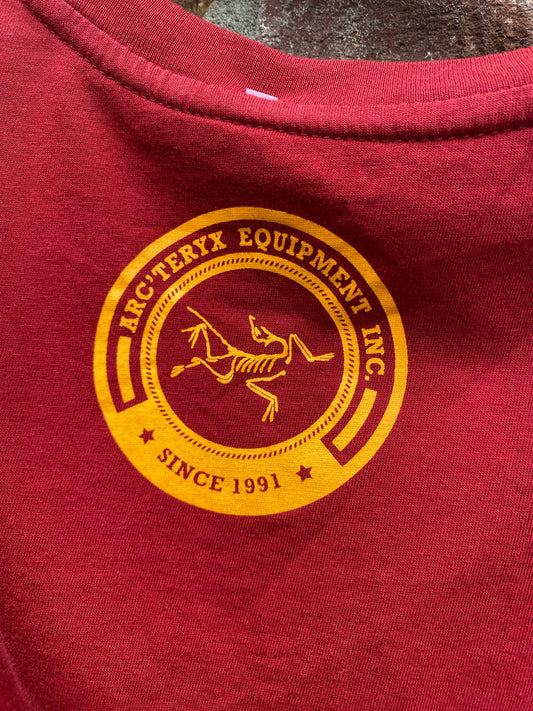 ARC'TERYX EQUIPMENT INC.
SINCE 1991